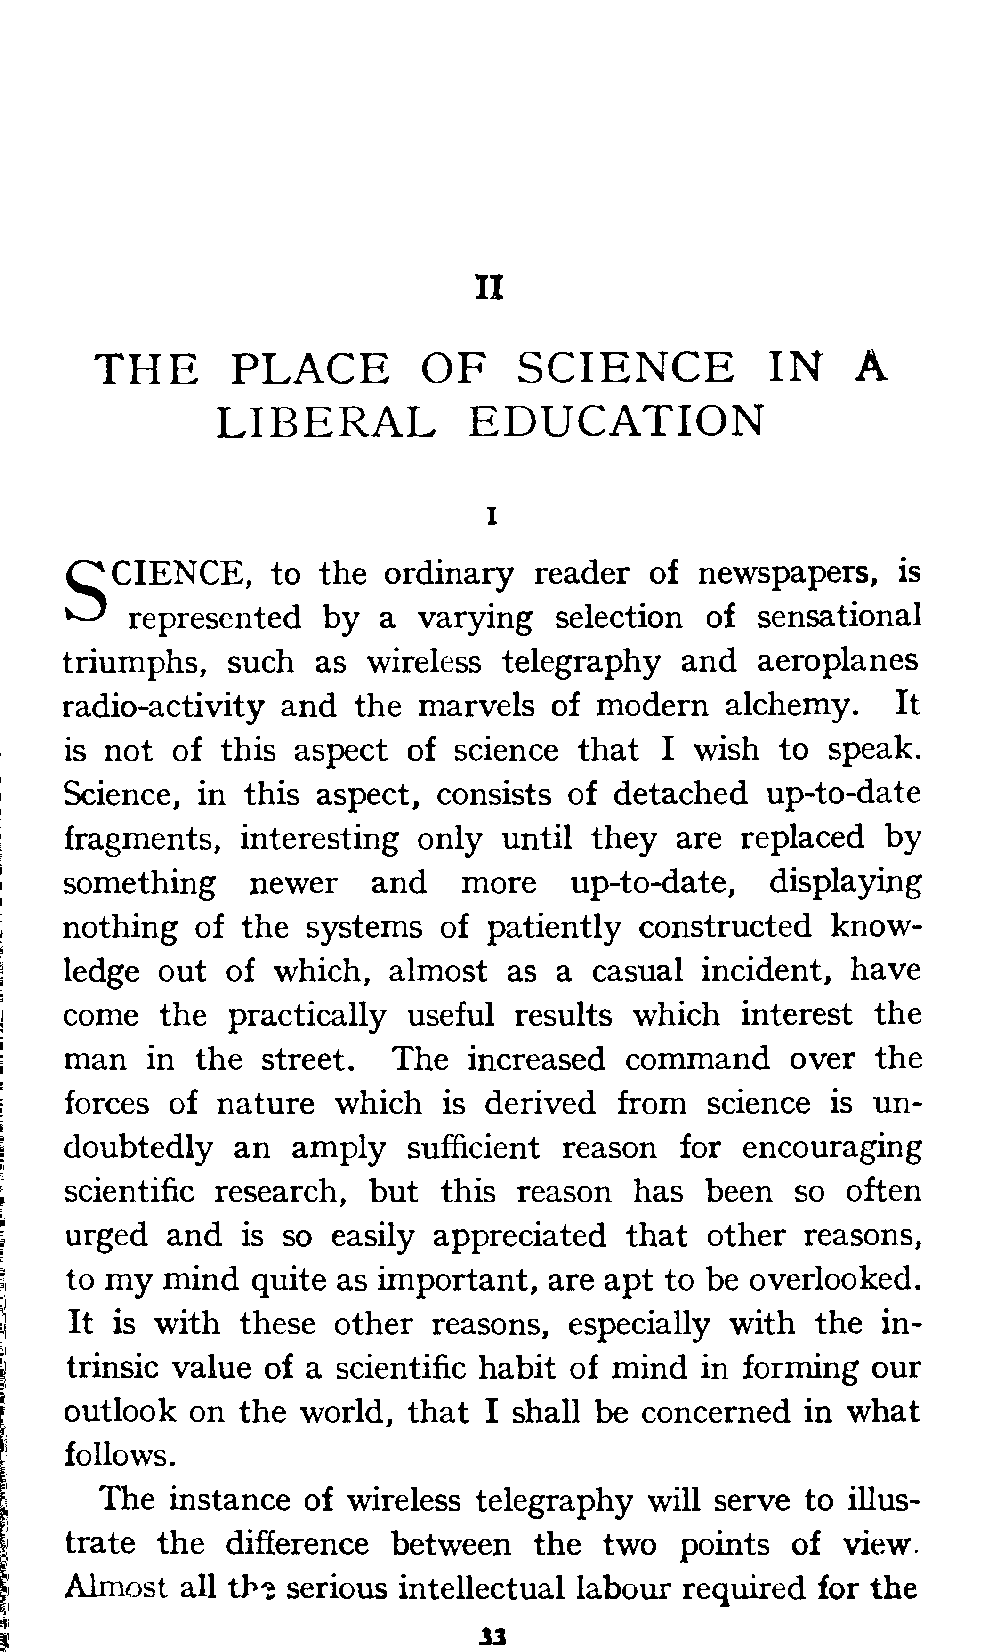 II
THE PLACE OF SCIENCE IN A
LIBERAL EDUCATION
I
SCIENCE, to the ordinary reader of newspapers, is
represented by a varying selection of sensational
triumphs, such as wireless telegraphy and aeroplanes
radio-activity and the marvels of modern alchemy. It
is not of this aspect of science that I wish to speak.
Science, in this aspect, consists of detached up-to-date
fragments, interesting only until they are replaced by
something newer and more up-to-date, displaying
nothing of the systems of patiently constructed know-
ledge out of which, almost as a casual incident, have
come the practically useful results which interest the
man in the street. The increased command over the
forces of nature which is derived from science is un-
doubtedly an amply sufficient reason for encouraging
scientific research, but this reason has been so often
urged and is so easily appreciated that other reasons,
to my mind quite as important, are apt to be overlooked.
It is with these other reasons, especially with the in-
trinsic value of a scientific habit of mind in forming our
outlook on the world, that I shall be concerned in what
follows.
The instance of wireless telegraphy will serve to illus-
trate the difference between the two points of view.
Almost all the serious intellectual labour required for the
33